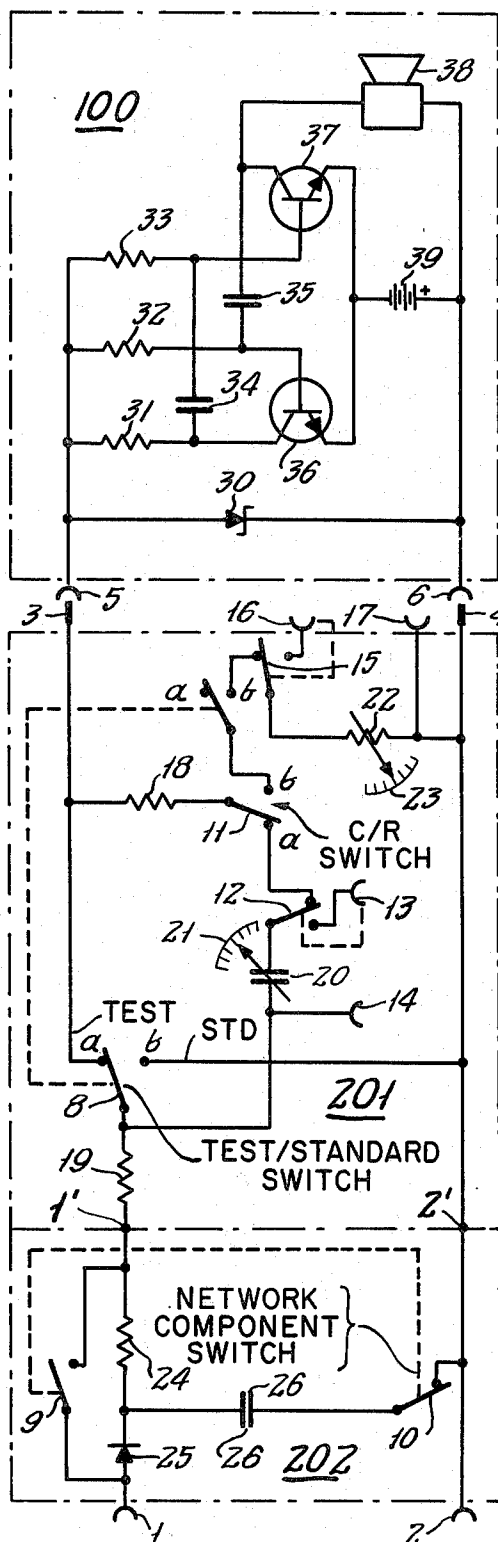 38
100
37
33
39
+
35
32
34
31
36
30
5
6
3
16
17
4
15
a
b
22
18
b
23
11
a
C/R
SWITCH
12
13
21
20
TEST
14
a
b
STD
8
201
TEST/STANDARD
SWITCH
19
1'
2'
NETWORK
COMPONENT
SWITCH
24
26
9
10
26
25
202
1
2